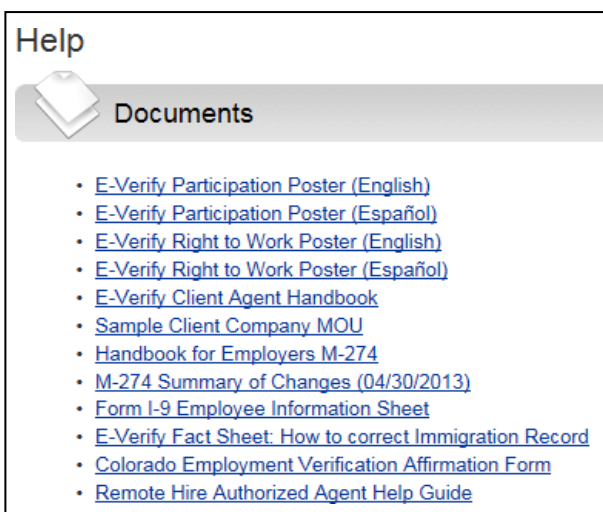 Help
Documents
• E-Verify Participation Poster (English)
• E-Verify Participation Poster (Español)
• E-Verify Right to Work Poster (English)
• E-Verify Right to Work Poster (Español)
• E-Verify Client Agent Handbook
• Sample Client Company MOU
• Handbook for Employers M-274
• M-274 Summary of Changes (04/30/2013)
• Form I-9 Employee Information Sheet
• E-Verify Fact Sheet: How to correct Immigration Record
• Colorado Employment Verification Affirmation Form
• Remote Hire Authorized Agent Help Guide